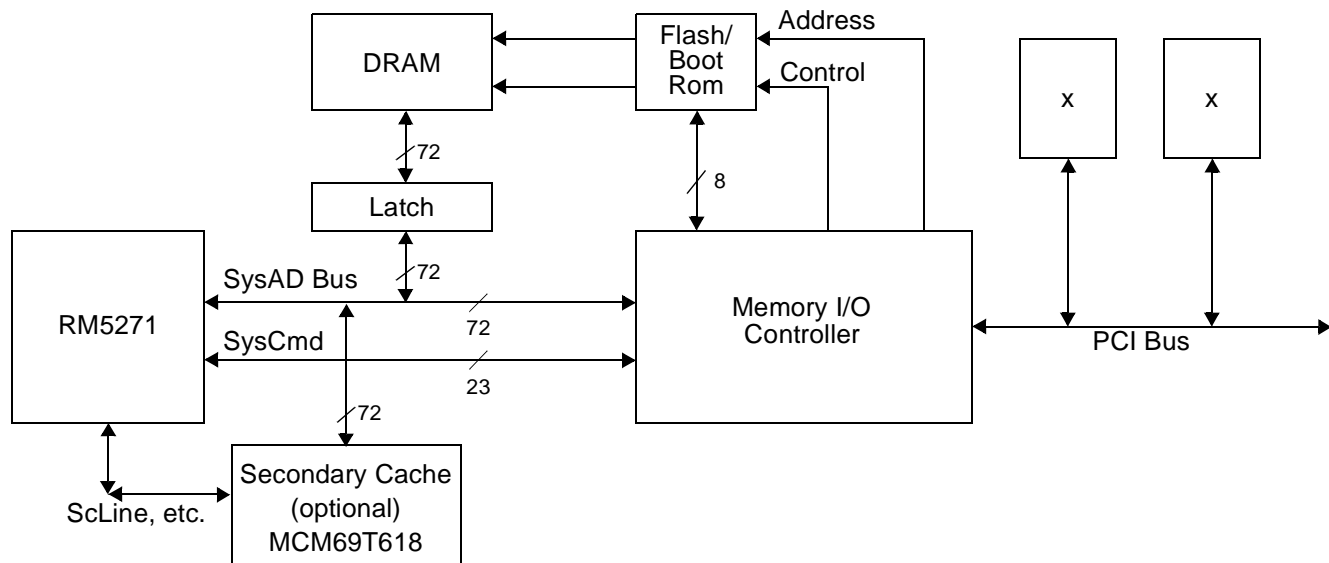 Address
Flash/
Boot
Rom
DRAM
Control
x
x
72
8
Latch
72
SysAD Bus
72
RM5271
Memory I/O
Controller
SysCmd
23
PCI Bus
72
Secondary Cache
(optional)
MCM69T618
ScLine, etc.